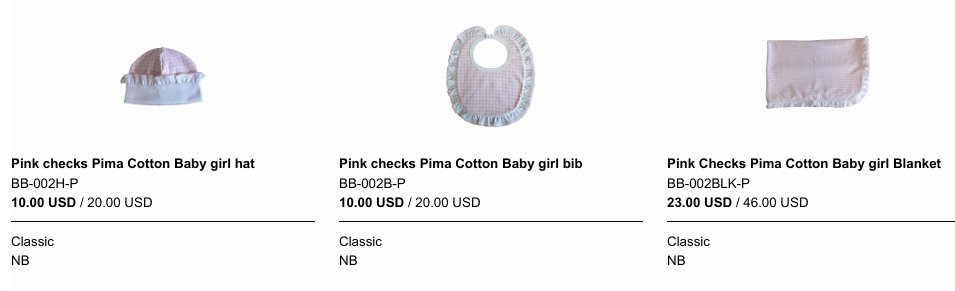 Pink checks Pima Cotton Baby girl hat
BB-002H-P
10.00 USD / 20.00 USD
Classic
NB
Pink checks Pima Cotton Baby girl bib
BB-002B-P
10.00 USD / 20.00 USD
Classic
NB
Pink Checks Pima Cotton Baby girl Blanket
BB-002BLK-P
23.00 USD / 46.00 USD
Classic
NB